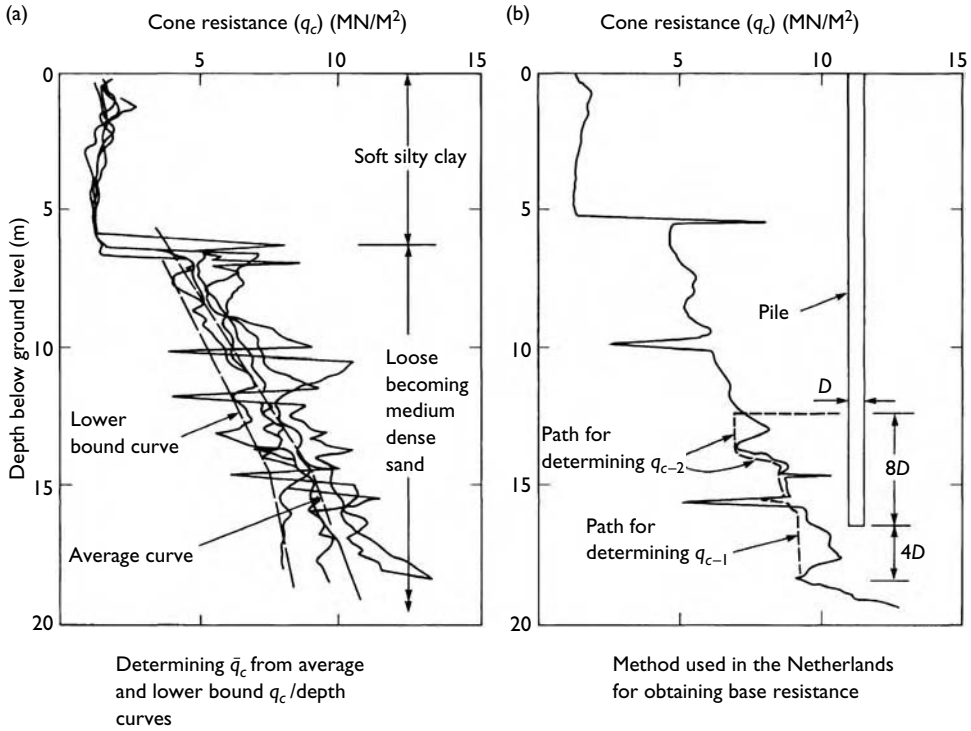 (a)
Cone resistance (qc) (MN/M2)
5
10
15
0
5
10
15
20
Depth below ground level (m)
Soft silty clay
Loose
becoming
medium
dense
sand
Lower
bound curve
Average curve
Determining q̄c from average
and lower bound qc/depth
curves
(b)
Cone resistance (qc) (MN/M2)
5
10
15
0
5
10
15
20
Pile
D
Path for
determining qc–2
8D
Path for
determining qc–1
4D
Method used in the Netherlands
for obtaining base resistance